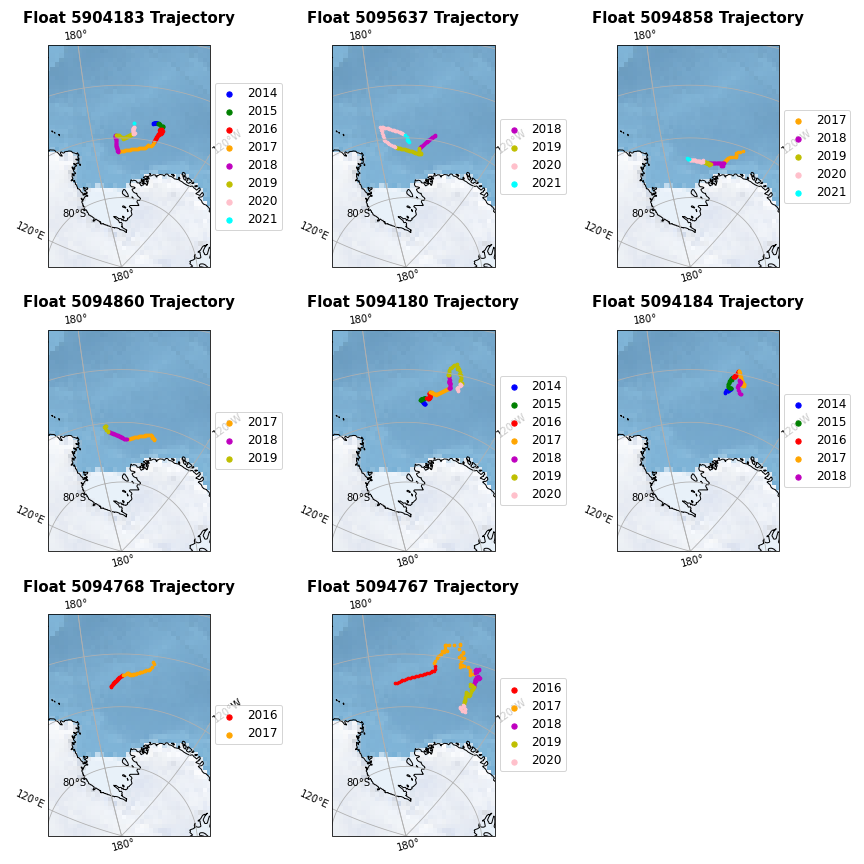 Float 5904183 Trajectory
180°
120°W
80°S
120°E
180°
2014
2015
2016
2017
2018
2019
2020
2021
Float 5095637 Trajectory
180°
120°W
80°S
120°E
180°
2018
2019
2020
2021
Float 5094858 Trajectory
180°
120°W
80°S
120°E
180°
2017
2018
2019
2020
2021
Float 5094860 Trajectory
180°
120°W
80°S
120°E
180°
2017
2018
2019
Float 5094180 Trajectory
180°
120°W
80°S
120°E
180°
2014
2015
2016
2017
2018
2019
2020
Float 5094184 Trajectory
180°
120°W
80°S
120°E
180°
2014
2015
2016
2017
2018
Float 5094768 Trajectory
180°
120°W
80°S
120°E
180°
2016
2017
Float 5094767 Trajectory
180°
120°W
80°S
120°E
180°
2016
2017
2018
2019
2020